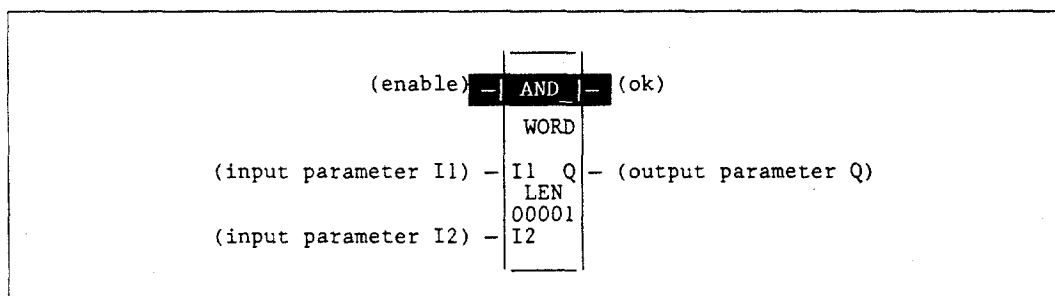 (enable) -| AND_ |- (ok)
WORD
(input parameter I1) - I1 Q - (output parameter Q)
LEN
00001
(input parameter I2) - I2